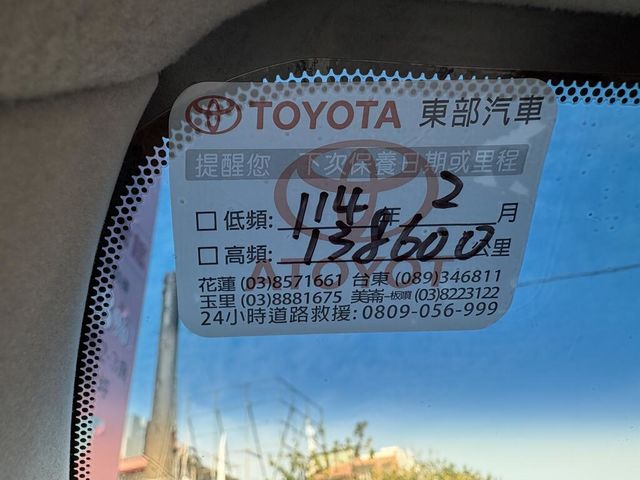 TOYOTA 東部汽車
提醒您 下次保養日期或里程
低頻: 114 年 2 月
高頻: 138600 公里
TOYOTA
花蓮 (03)8571661 台東 (089)346811
玉里 (03)8881675 美崙-板噴 (03)8223122
24小時道路救援: 0809-056-999